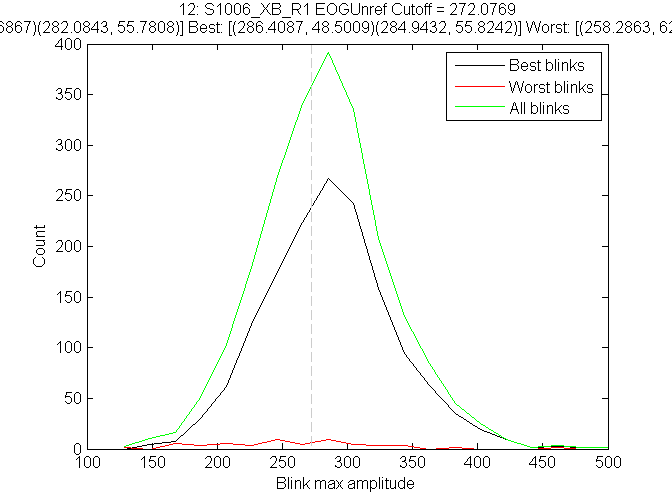 12: S1006_XB_R1 EOGUnref Cutoff = 272.0769
6867)(282.0843, 55.7808)] Best: [(286.4087, 48.5009)(284.9432, 55.8242)] Worst: [(258.2863, 62
400
350
300
250
200
150
100
50
0
Count
Best blinks
Worst blinks
All blinks
100 150 200 250 300 350 400 450 500
Blink max amplitude